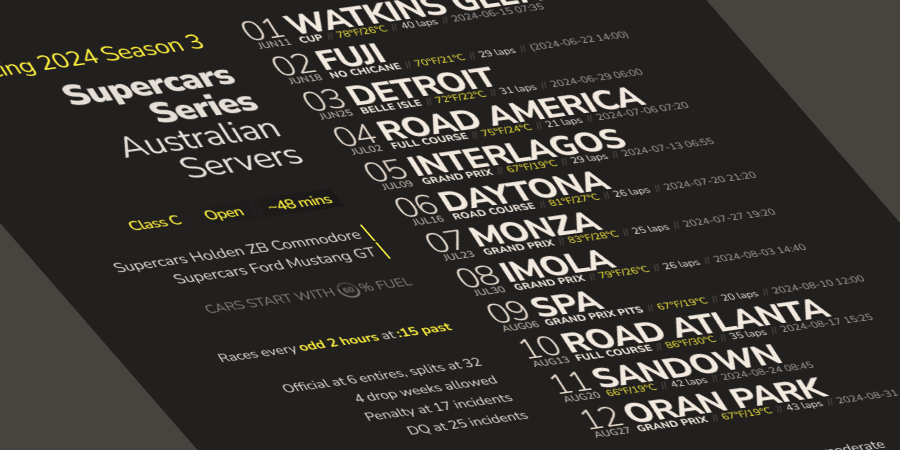 2024 Season 3
Supercars
Series
Australian
Servers
Class C Open ~48 mins
Supercars Holden ZB Commodore
Supercars Ford Mustang GT
CARS START WITH 60 % FUEL
Races every odd 2 hours at :15 past
Official at 6 entires, splits at 32
4 drop weeks allowed
Penalty at 17 incidents
DQ at 25 incidents
01 WATKINS
JUN11 CUP // 78°F/26°C // 40 laps // 2024-06-15 07:35
02 FUJI
JUN18 NO CHICANE // 70°F/21°C // 29 laps // (2024-06-22 14:00)
03 DETROIT
JUN25 BELLE ISLE // 72°F/22°C // 31 laps // 2024-06-29 06:00
04 ROAD AMERICA
JUL02 FULL COURSE // 75°F/24°C // 21 laps // 2024-07-06 07:20
05 INTERLAGOS
JUL09 GRAND PRIX // 67°F/19°C // 29 laps // 2024-07-13 06:55
06 DAYTONA
JUL16 ROAD COURSE // 81°F/27°C // 26 laps // 2024-07-20 21:20
07 MONZA
JUL23 GRAND PRIX // 83°F/28°C // 25 laps // 2024-07-27 19:20
08 IMOLA
JUL30 GRAND PRIX // 79°F/26°C // 26 laps // 2024-08-03 14:40
09 SPA
AUG06 GRAND PRIX PITS // 67°F/19°C // 20 laps // 2024-08-10 12:00
10 ROAD ATLANTA
AUG13 FULL COURSE // 86°F/30°C // 35 laps // 2024-08-17 15:25
11 SANDOWN
AUG20 66°F/19°C // 42 laps // 2024-08-24 08:45
12 ORAN PARK
AUG27 GRAND PRIX // 67°F/19°C // 43 laps // 2024-08-31